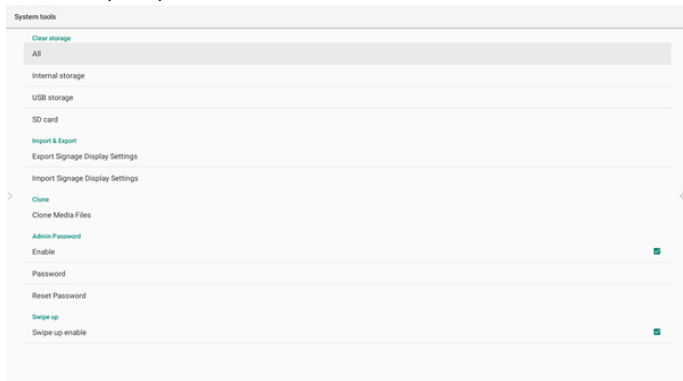 System tools
Clear storage
All
Internal storage
USB storage
SD card
Import & Export
Export Signage Display Settings
Import Signage Display Settings
Clone
Clone Media Files
Admin Password
Enable
Password
Reset Password
Swipe up
Swipe up enable